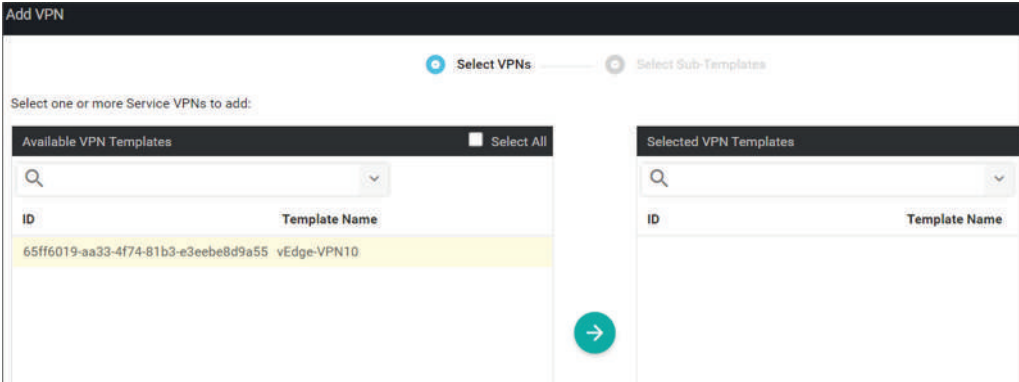 Add VPN
Select VPNs
Select Sub-Templates
Select one or more Service VPNs to add:
Available VPN Templates
Select All
ID Template Name
65ff6019-aa33-4f74-81b3-e3eebe8d9a55 vEdge-VPN10
Selected VPN Templates
ID Template Name